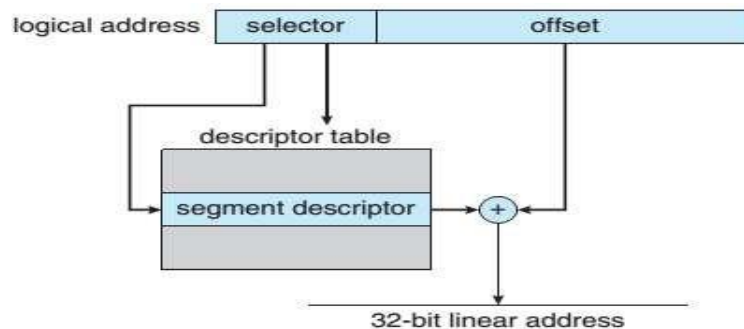 logical address selector offset
descriptor table
segment descriptor +
32-bit linear address